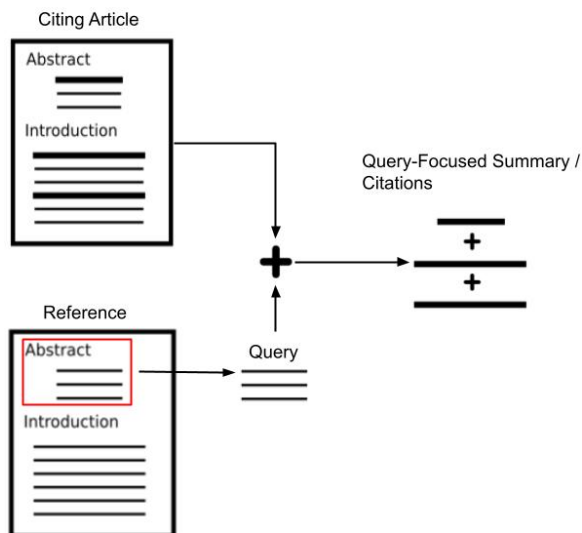 Citing Article
Abstract
Introduction
Query-Focused Summary /
Citations
Reference
Abstract
Query
Introduction